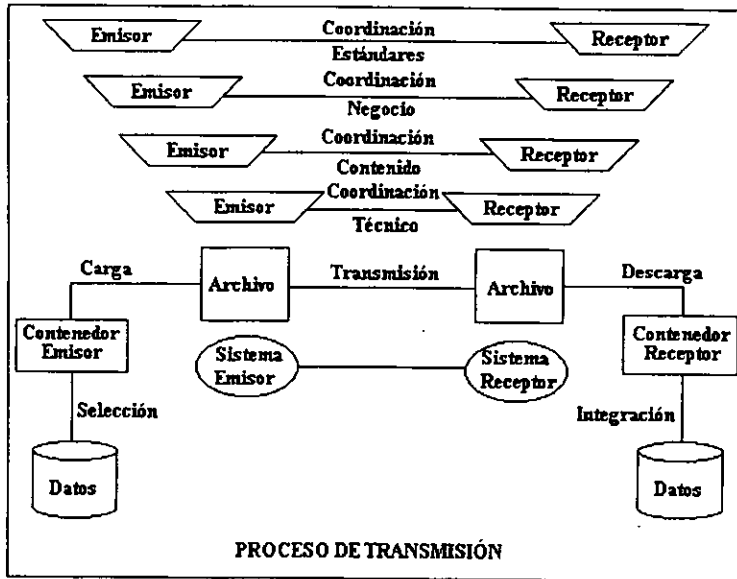 Emisor Coordinación Receptor
Estándares
Emisor Coordinación Receptor
Negocio
Emisor Coordinación Receptor
Contenido
Emisor Coordinación Receptor
Técnico
Carga Archivo Transmisión Archivo Descarga
Contenedor
Emisor
Sistema
Emisor
Sistema
Receptor
Contenedor
Receptor
Selección Integración
Datos Datos
PROCESO DE TRANSMISIÓN